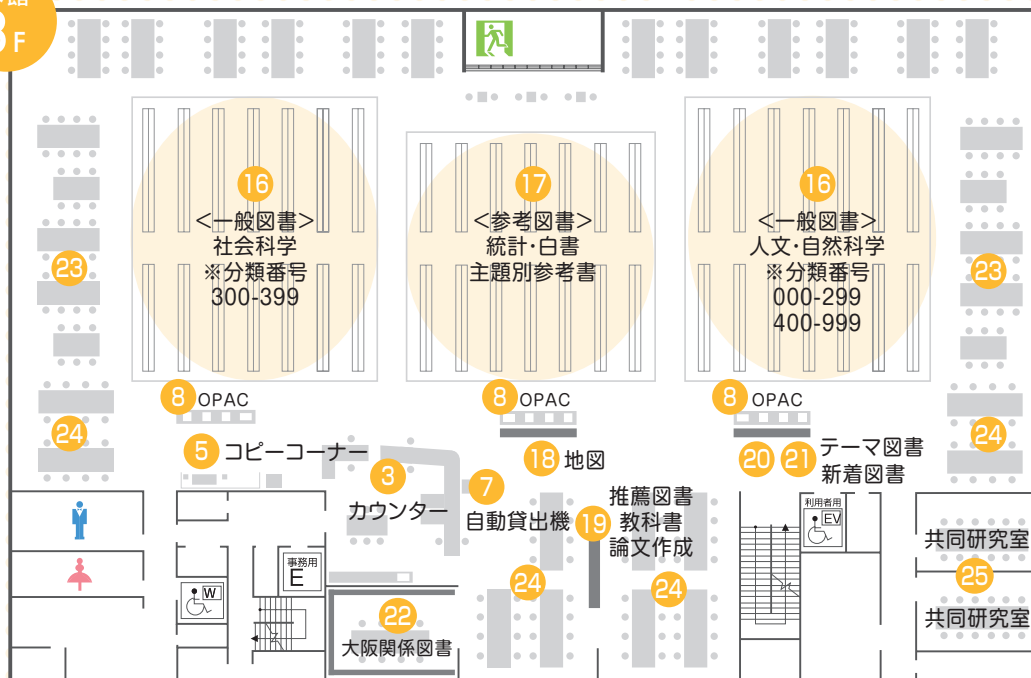 館
3F
16
<一般図書>
社会科学
※分類番号
300-399
17
<参考図書>
統計・白書
主題別参考書
16
<一般図書>
人文・自然科学
※分類番号
000-299
400-999
23
23
8 OPAC
8 OPAC
8 OPAC
24
24
5 コピーコーナー
3
カウンター
7
自動貸出機
18 地図
20 21 テーマ図書
新着図書
19 推薦図書
教科書
論文作成
利用者用
EV
事務用
E
W
24
24
共同研究室
25
共同研究室
22
大阪関係図書